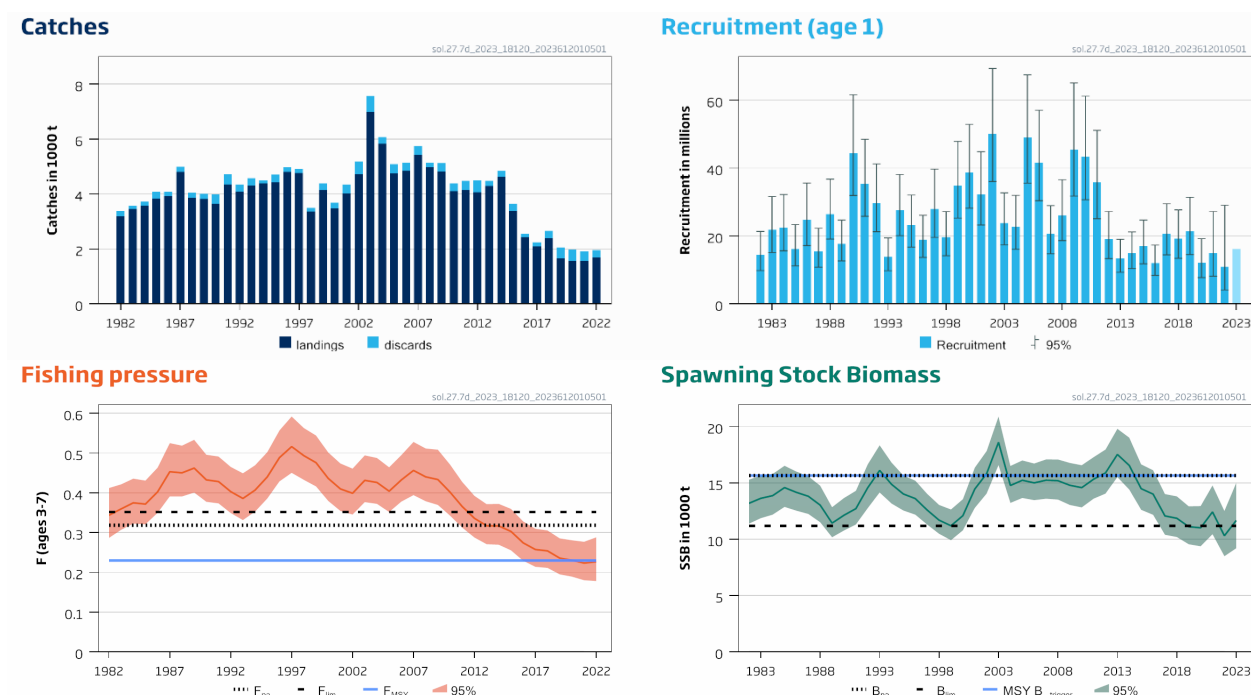 Catches
sol.27.7d_2023_18120_2023612010501
Catches in 1000 t
8
6
4
2
0
1982 1987 1992 1997 2002 2007 2012 2017 2022
landings discards
Recruitment (age 1)
sol.27.7d_2023_18120_2023612010501
Recruitment in millions
60
40
20
0
1983 1988 1993 1998 2003 2008 2013 2018 2023
Recruitment 95%
Fishing pressure
sol.27.7d_2023_18120_2023612010501
F (ages 3-7)
0.6
0.5
0.4
0.3
0.2
0.1
0
1982 1987 1992 1997 2002 2007 2012 2017 2022
Fpa Flim FMSY 95%
Spawning Stock Biomass
sol.27.7d_2023_18120_2023612010501
SSB in 1000 t
20
15
10
5
0
1983 1988 1993 1998 2003 2008 2013 2018 2023
Bpa Blim MSY Btrigger 95%